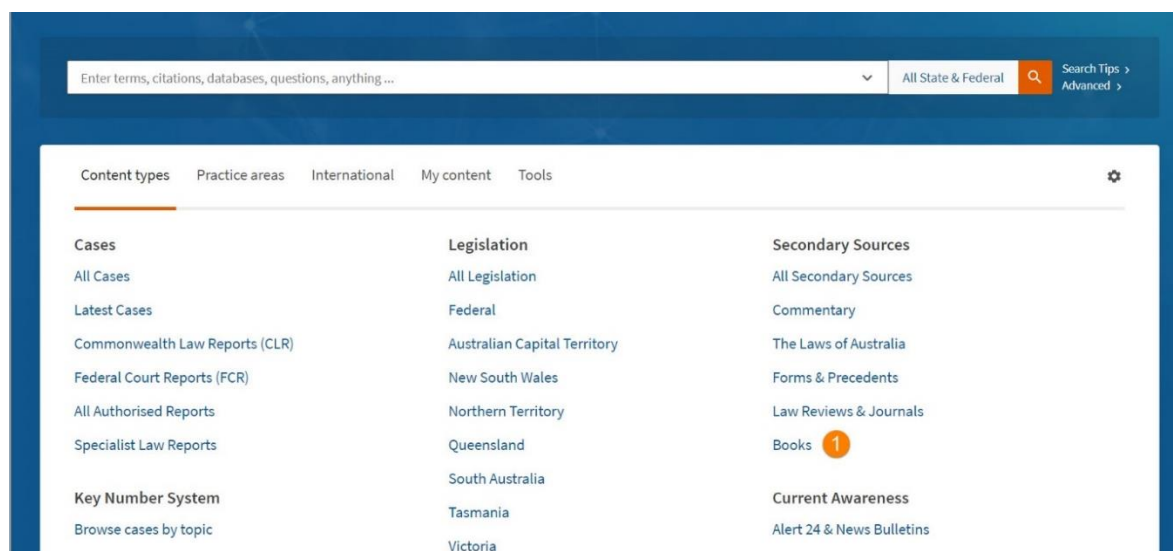 Enter terms, citations, databases, questions, anything ...
All State & Federal
Search Tips >
Advanced >
Content types
Practice areas
International
My content
Tools
Cases
All Cases
Latest Cases
Commonwealth Law Reports (CLR)
Federal Court Reports (FCR)
All Authorised Reports
Specialist Law Reports
Key Number System
Browse cases by topic
Legislation
All Legislation
Federal
Australian Capital Territory
New South Wales
Northern Territory
Queensland
South Australia
Tasmania
Victoria
Secondary Sources
All Secondary Sources
Commentary
The Laws of Australia
Forms & Precedents
Law Reviews & Journals
Books 1
Current Awareness
Alert 24 & News Bulletins